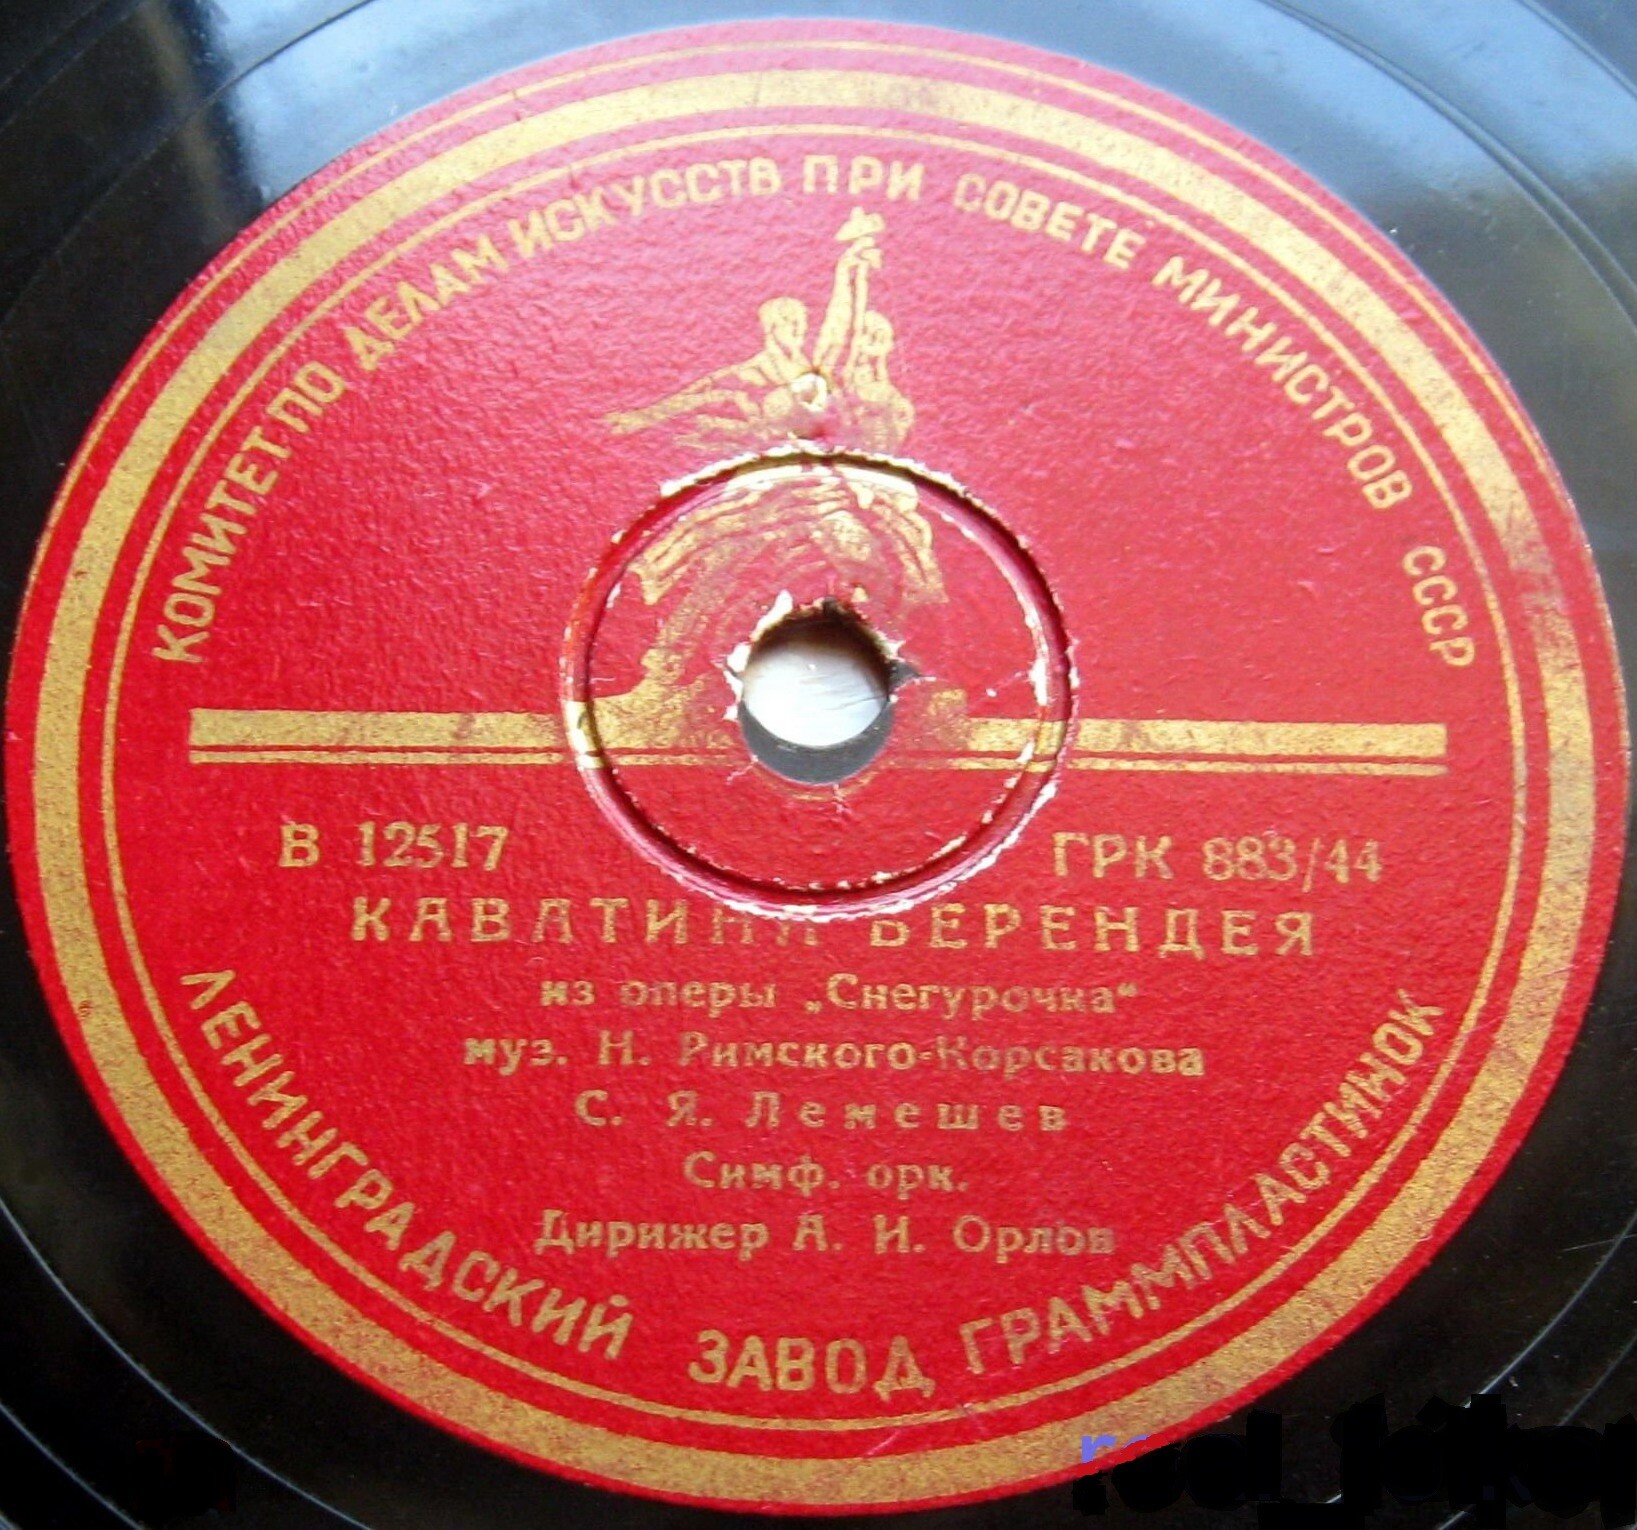 КОМИТЕТ ПО ДЕЛАМ ИСКУССТВ ПРИ СОВЕТЕ МИНИСТРОВ СССР
В 12517
ГРК 883/44
КАВАТИНА БЕРЕНДЕЯ
из оперы „Снегурочка“
муз. Н. Римского-Корсакова
С. Я. Лемешев
Симф. орк.
Дирижер А. И. Орлов
ЛЕНИНГРАДСКИЙ ЗАВОД ГРАММПЛАСТИНОК